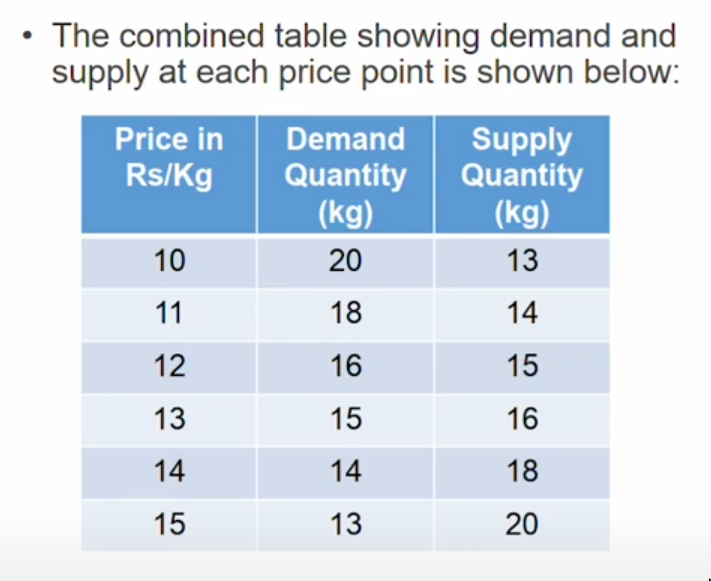 • The combined table showing demand and
supply at each price point is shown below:
Price in Rs/Kg | Demand Quantity (kg) | Supply Quantity (kg)
10 | 20 | 13
11 | 18 | 14
12 | 16 | 15
13 | 15 | 16
14 | 14 | 18
15 | 13 | 20